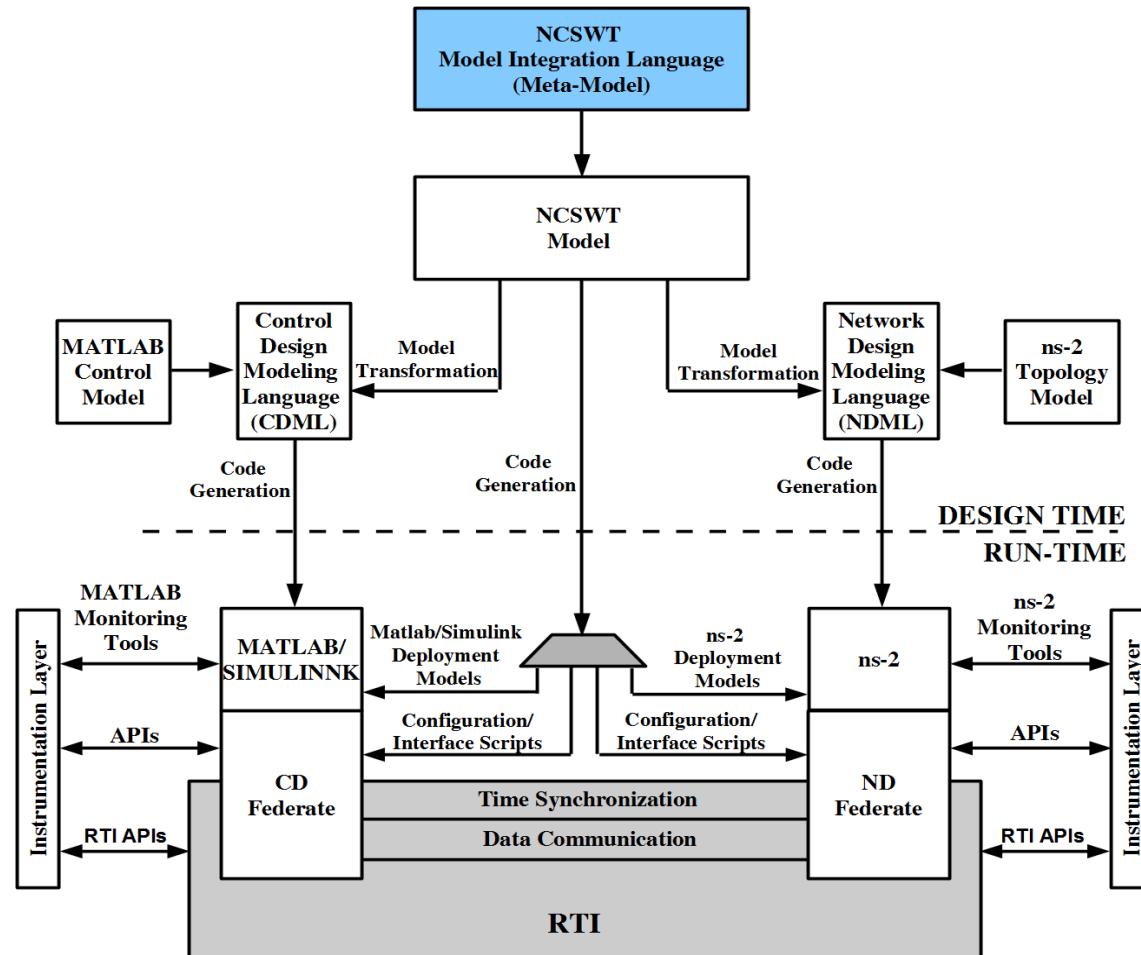 NCSWT
Model Integration Language
(Meta-Model)
NCSWT
Model
MATLAB
Control
Model
Control
Design
Modeling
Language
(CDML)
Model
Transformation
Model
Transformation
Network
Design
Modeling
Language
(NDML)
ns-2
Topology
Model
Code
Generation
Code
Generation
Code
Generation
DESIGN TIME
RUN-TIME
Instrumentation Layer
MATLAB
Monitoring
Tools
APIs
RTI APIs
MATLAB/
SIMULINNK
CD
Federate
Matlab/Simulink
Deployment
Models
Configuration/
Interface Scripts
ns-2
Deployment
Models
Configuration/
Interface Scripts
Time Synchronization
Data Communication
ns-2
ND
Federate
ns-2
Monitoring
Tools
APIs
RTI APIs
Instrumentation Layer
RTI